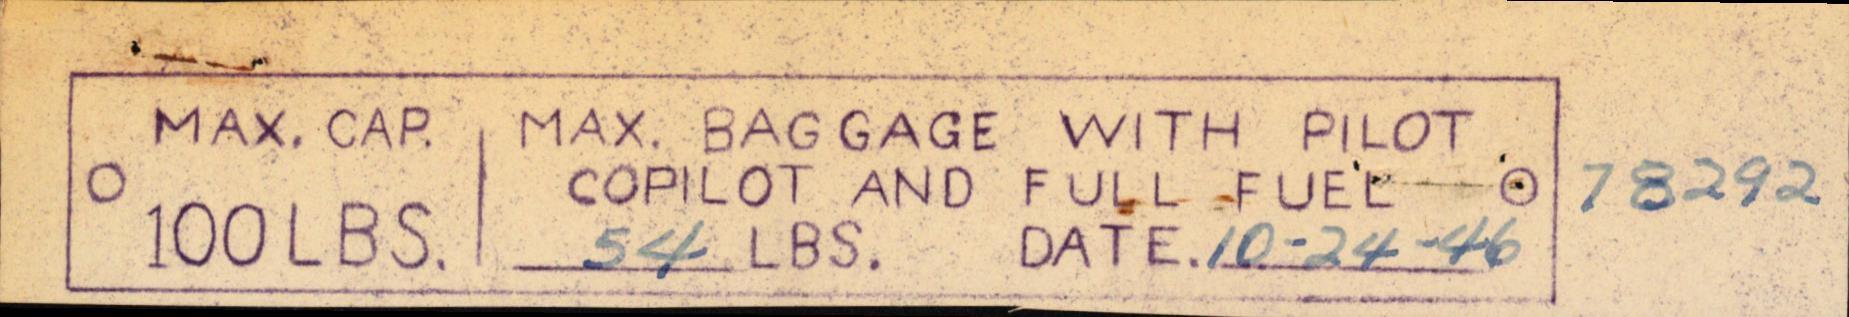 MAX. CAP.
100 LBS.
MAX. BAGGAGE WITH PILOT
COPILOT AND FULL FUEL
54 LBS. DATE. 10-24-46
78292